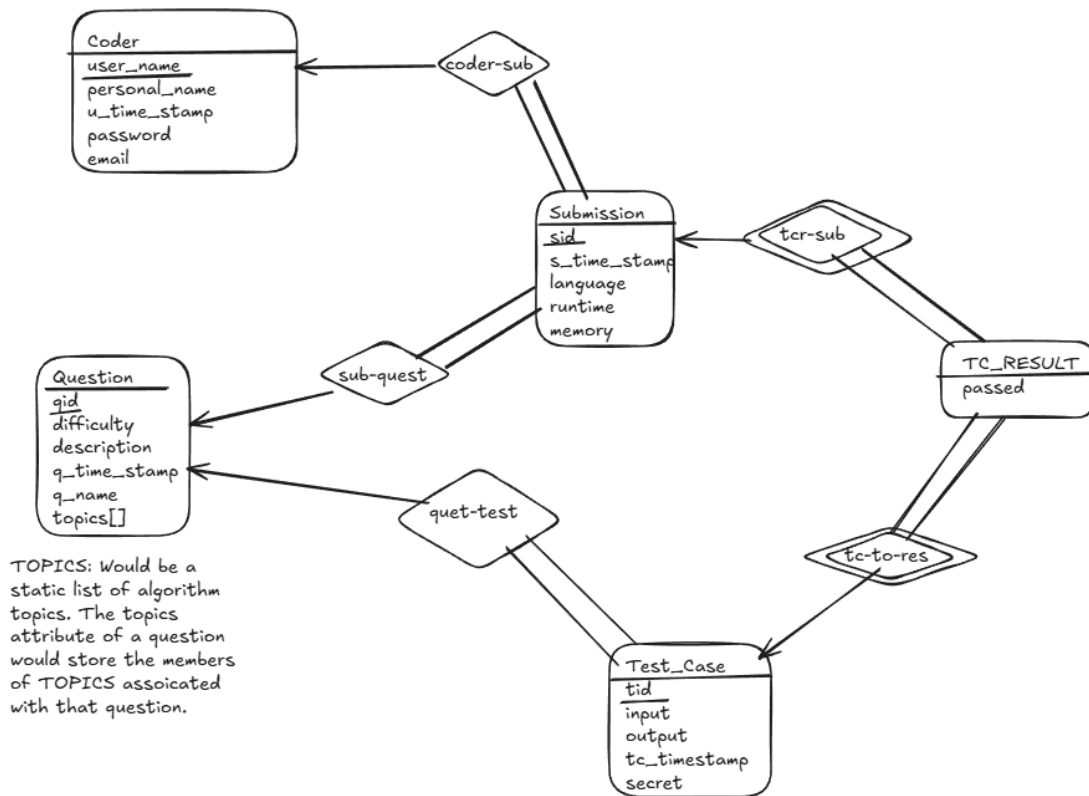 Coder
user_name
personal_name
u_time_stamp
password
email
coder-sub
Submission
sid
s_time_stamp
language
runtime
memory
tcr-sub
TC_RESULT
passed
sub-quest
Question
qid
difficulty
description
q_time_stamp
q_name
topics[]
quet-test
tc-to-res
Test_Case
tid
input
output
tc_timestamp
secret
TOPICS: Would be a
static list of algorithm
topics. The topics
attribute of a question
would store the members
of TOPICS assoicated
with that question.